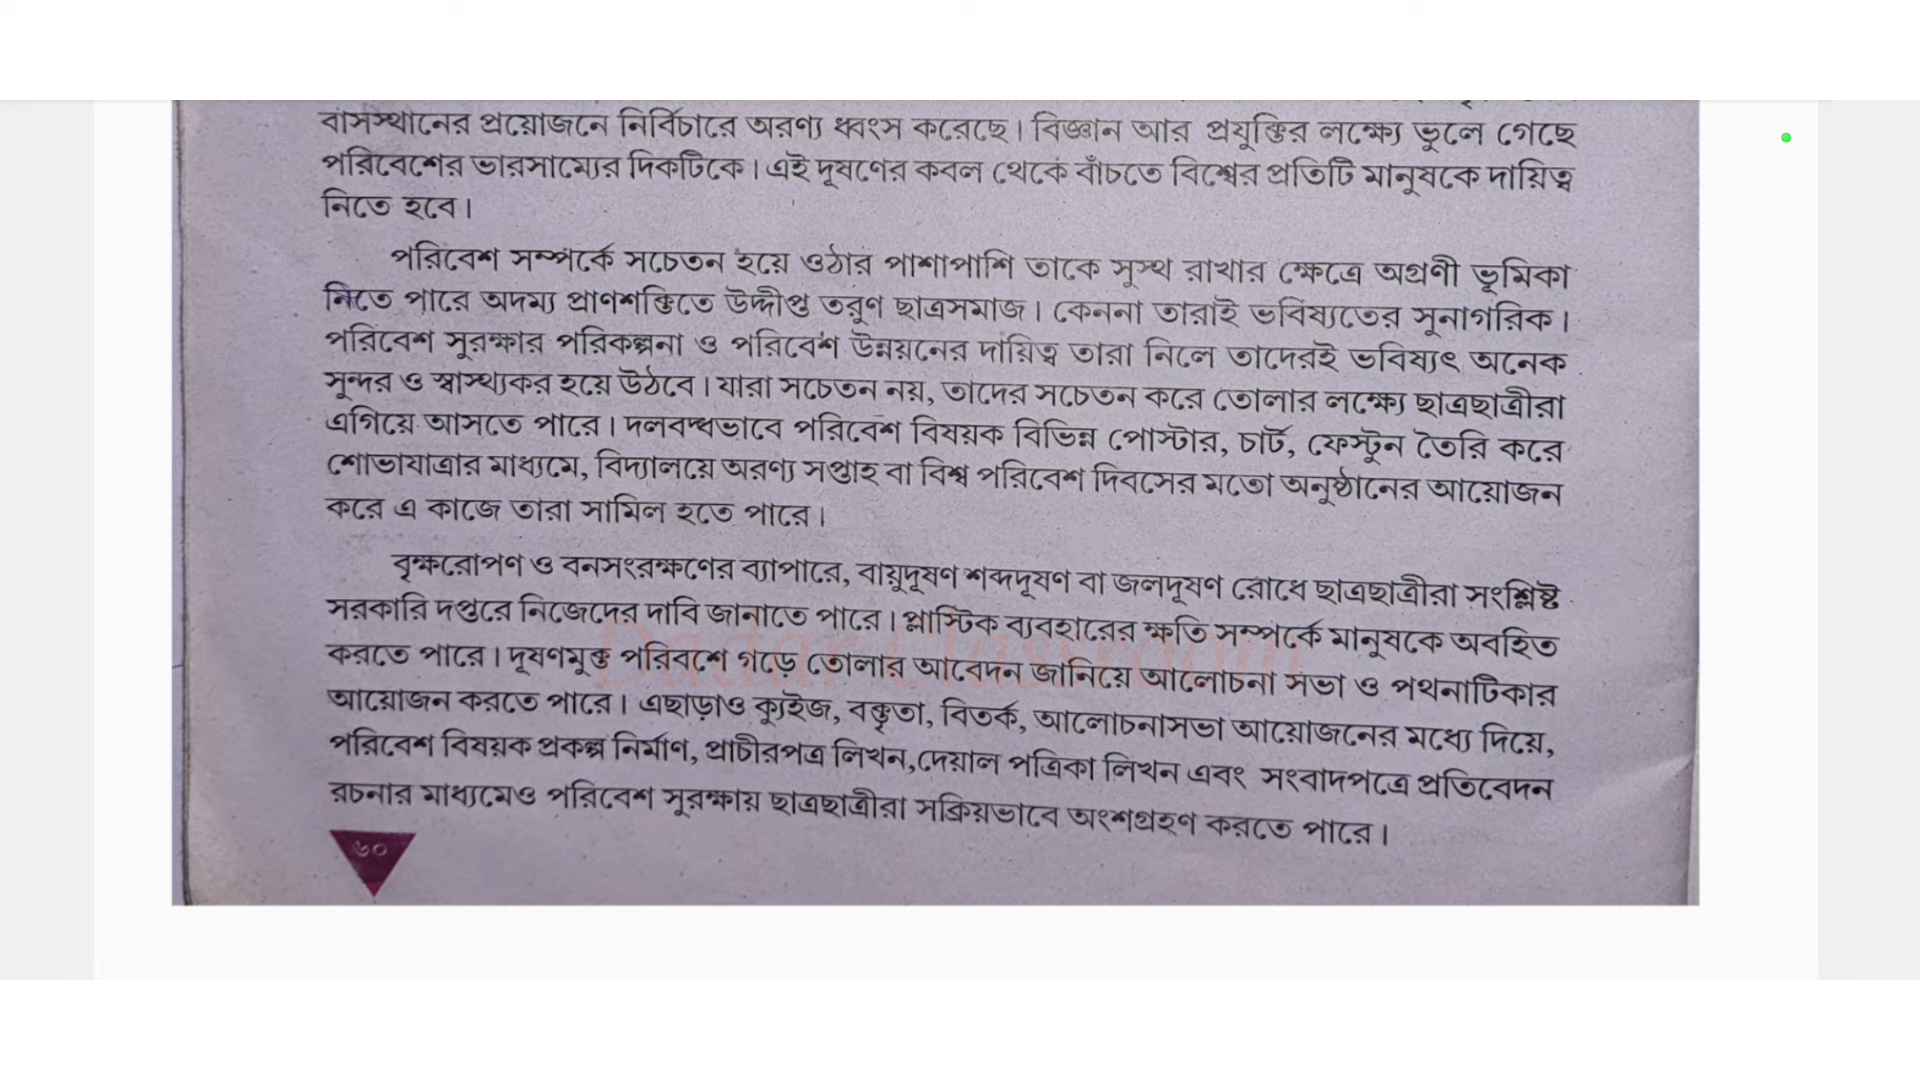 বাসস্থানের প্রয়োজনে নির্বিচারে অরণ্য ধ্বংস করেছে। বিজ্ঞান আর প্রযুক্তির লক্ষ্যে ভুলে গেছে
পরিবেশের ভারসাম্যের দিকটিকে। এই দূষণের কবল থেকে বাঁচতে বিশ্বের প্রতিটি মানুষকে দায়িত্ব
নিতে হবে।
পরিবেশ সম্পর্কে সচেতন হয়ে ওঠার পাশাপাশি তাকে সুস্থ রাখার ক্ষেত্রে অগ্রণী ভূমিকা
নিতে পারে অদম্য প্রাণশক্তিতে উদ্দীপ্ত তরুণ ছাত্রসমাজ। কেননা তারাই ভবিষ্যতের সুনাগরিক।
পরিবেশ সুরক্ষার পরিকল্পনা ও পরিবেশ উন্নয়নের দায়িত্ব তারা নিলে তাদেরই ভবিষ্যৎ অনেক
সুন্দর ও স্বাস্থ্যকর হয়ে উঠবে। যারা সচেতন নয়, তাদের সচেতন করে তোলার লক্ষ্যে ছাত্রছাত্রীরা
এগিয়ে আসতে পারে। দলবদ্ধভাবে পরিবেশ বিষয়ক বিভিন্ন পোস্টার, চার্ট, ফেস্টুন তৈরি করে
শোভাযাত্রার মাধ্যমে, বিদ্যালয়ে অরণ্য সপ্তাহ বা বিশ্ব পরিবেশ দিবসের মতো অনুষ্ঠানের আয়োজন
করে এ কাজে তারা সামিল হতে পারে।
বৃক্ষরোপণ ও বনসংরক্ষণের ব্যাপারে, বায়ুদূষণ শব্দদূষণ বা জলদূষণ রোধে ছাত্রছাত্রীরা সংশ্লিষ্ট
সরকারি দপ্তরে নিজেদের দাবি জানাতে পারে। প্লাস্টিক ব্যবহারের ক্ষতি সম্পর্কে মানুষকে অবহিত
করতে পারে। দূষণমুক্ত পরিবশে গড়ে তোলার আবেদন জানিয়ে আলোচনা সভা ও পথনাটিকার
আয়োজন করতে পারে। এছাড়াও ক্যুইজ, বক্তৃতা, বিতর্ক, আলোচনাসভা আয়োজনের মধ্যে দিয়ে,
পরিবেশ বিষয়ক প্রকল্প নির্মাণ, প্রাচীরপত্র লিখন,দেয়াল পত্রিকা লিখন এবং সংবাদপত্রে প্রতিবেদন
রচনার মাধ্যমেও পরিবেশ সুরক্ষায় ছাত্রছাত্রীরা সক্রিয়ভাবে অংশগ্রহণ করতে পারে।
৬০
Dadar Classroom